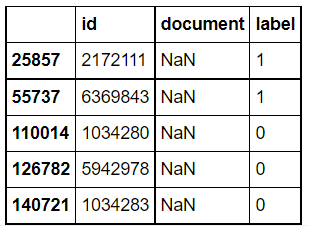 id document label
25857 2172111 NaN 1
55737 6369843 NaN 1
110014 1034280 NaN 0
126782 5942978 NaN 0
140721 1034283 NaN 0